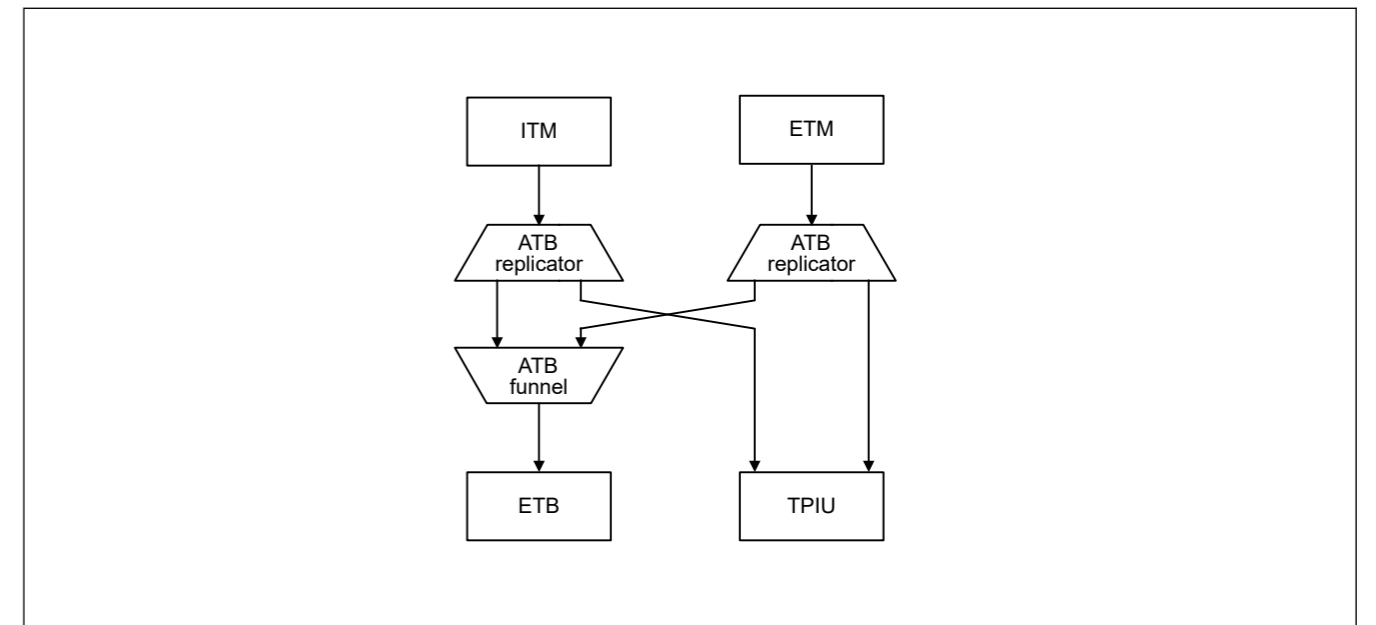 ITM
ETM
ATB
replicator
ATB
replicator
ATB
funnel
ETB
TPIU